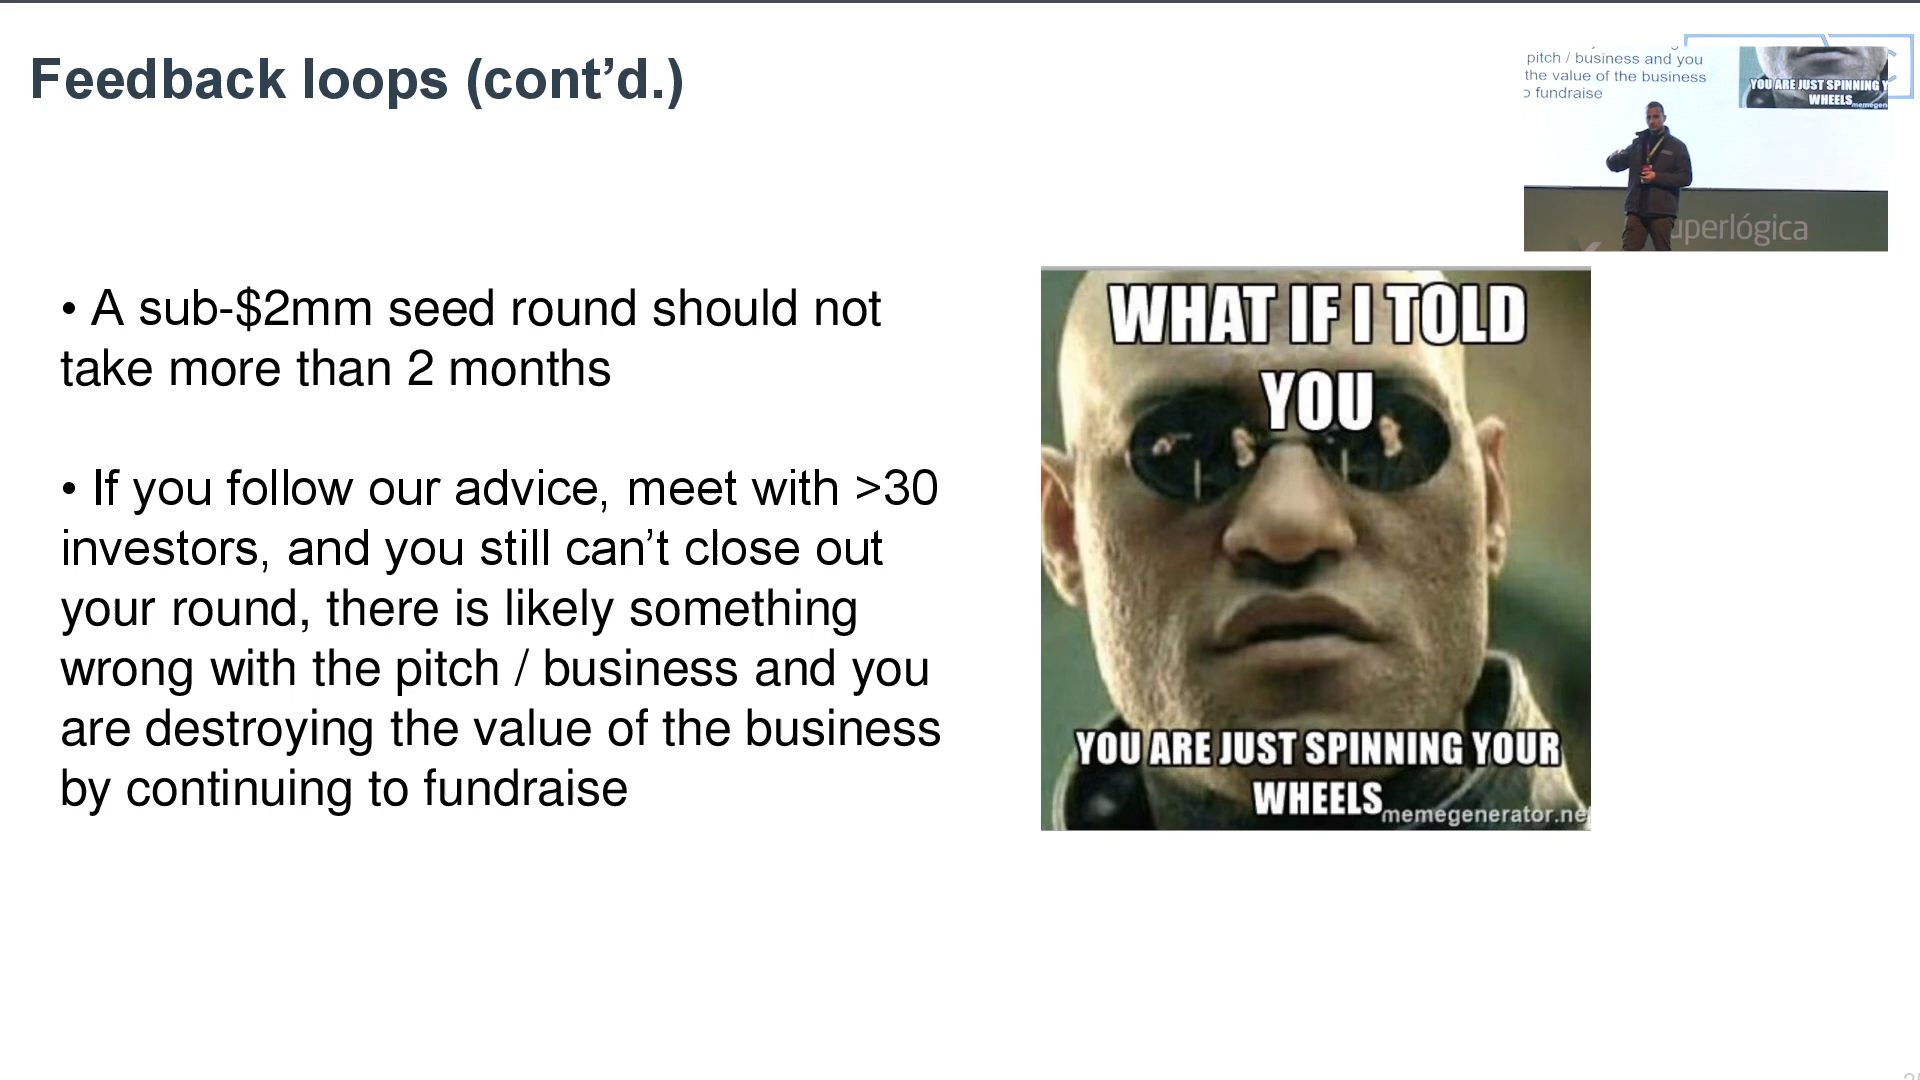 Feedback loops (cont’d.)
pitch / business and you
the value of the business
fundraise
YOU ARE JUST SPINNING Y
WHEELS
memegen
uperlógica
• A sub-$2mm seed round should not
take more than 2 months
• If you follow our advice, meet with >30
investors, and you still can’t close out
your round, there is likely something
wrong with the pitch / business and you
are destroying the value of the business
by continuing to fundraise
WHAT IF I TOLD
YOU
YOU ARE JUST SPINNING YOUR
WHEELS
memegenerator.ne